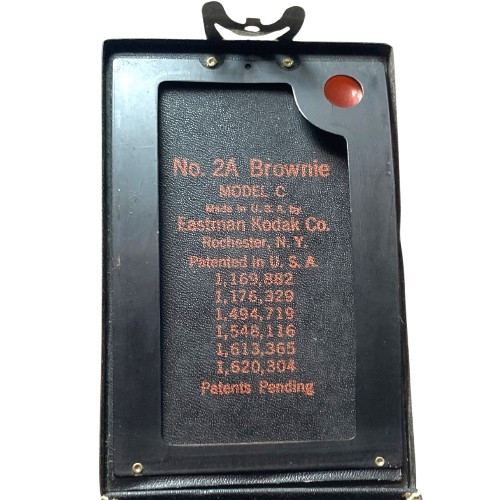 No. 2A Brownie
MODEL C
Made in U. S. A. by
Eastman Kodak Co.
Rochester, N. Y.
Patented in U. S. A.
1,169,882
1,176,329
1,494,719
1,548,116
1,613,365
1,620,304
Patents Pending